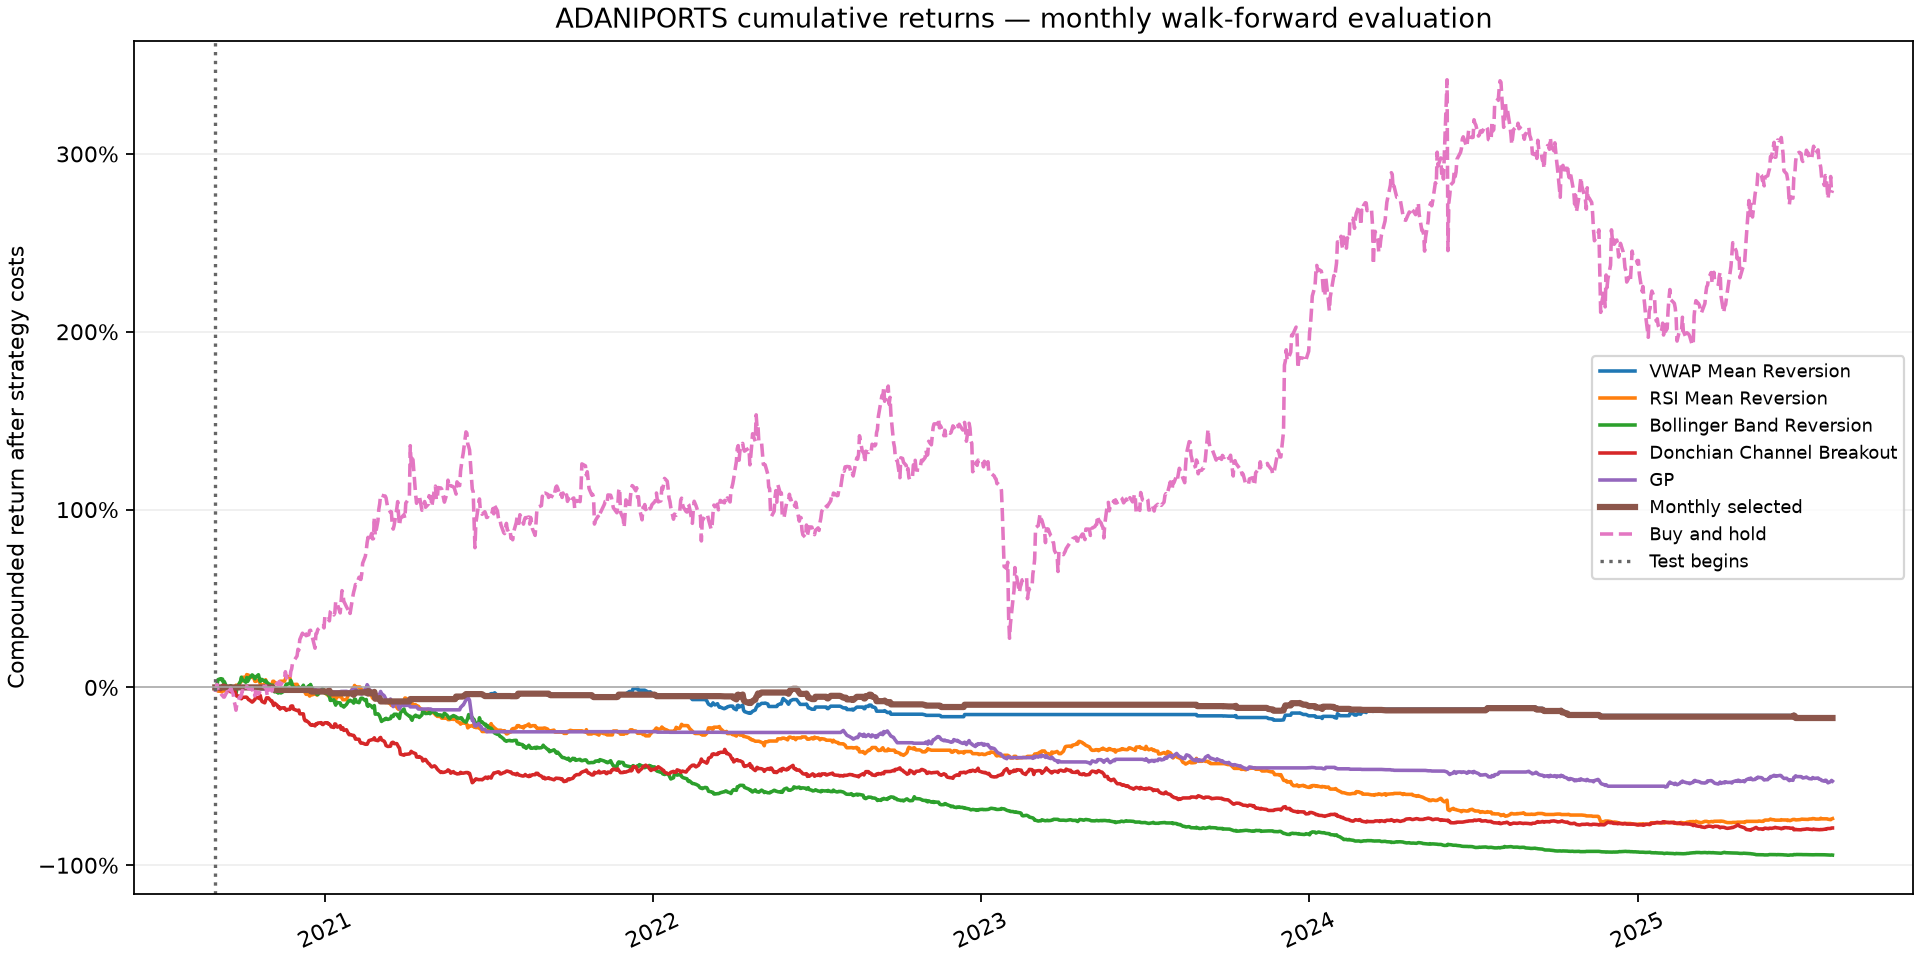 ADANIPORTS cumulative returns — monthly walk-forward evaluation
Compounded return after strategy costs
300%
200%
100%
0%
−100%
VWAP Mean Reversion
RSI Mean Reversion
Bollinger Band Reversion
Donchian Channel Breakout
GP
Monthly selected
Buy and hold
Test begins
2021
2022
2023
2024
2025